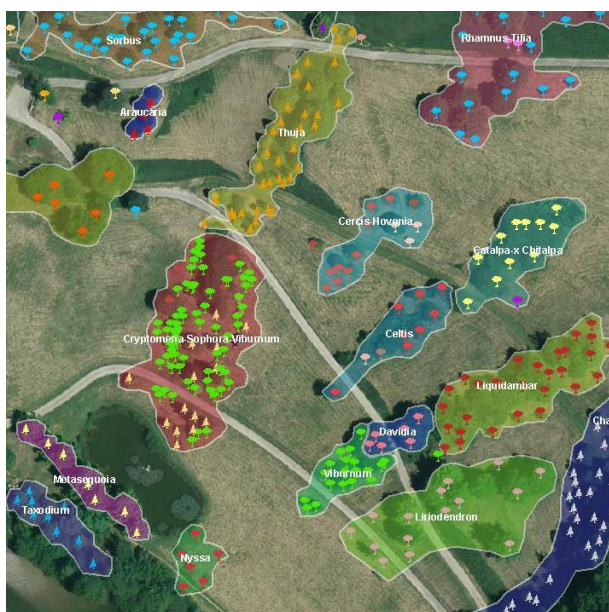 Sorbus
Rhamnus-Tilia
Araucaria
Thuja
Cercis-Hovenia
Catalpa-x Chitalpa
Cryptomeria-Sophora-Viburnum
Celtis
Liquidambar
Cha
Davidia
Viburnum
Metasequoia
Taxodium
Liriodendron
Nyssa